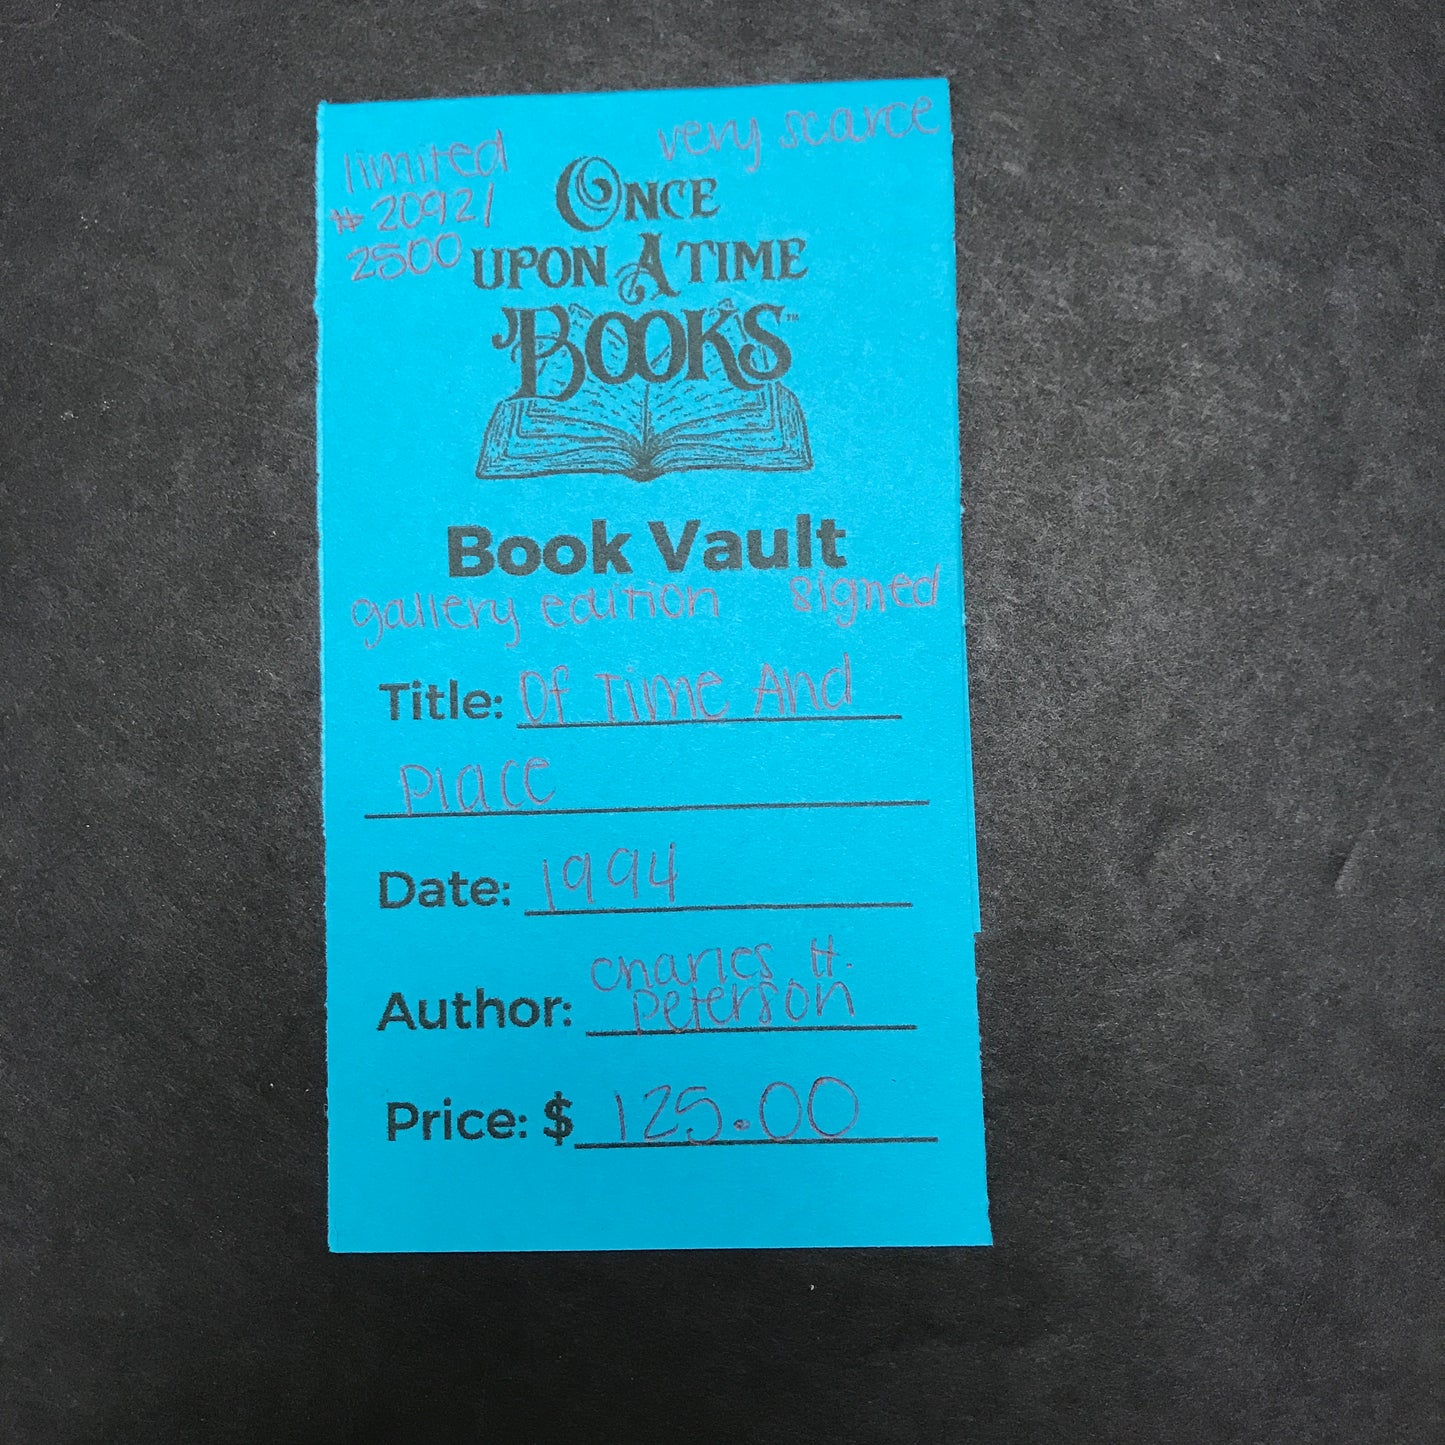 very scarce
limited
#2092/
2500
ONCE
UPON A TIME
BOOKS™
Book Vault
gallery edition signed
Title: Of Time And
Place
Date: 1994
Author: Charles H.
Peterson
Price: $ 125.00